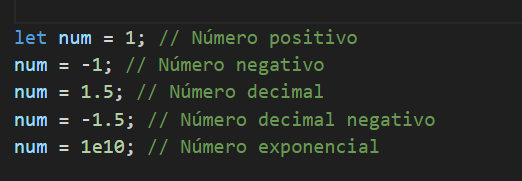 let num = 1; // Número positivo
num = -1; // Número negativo
num = 1.5; // Número decimal
num = -1.5; // Número decimal negativo
num = 1e10; // Número exponencial